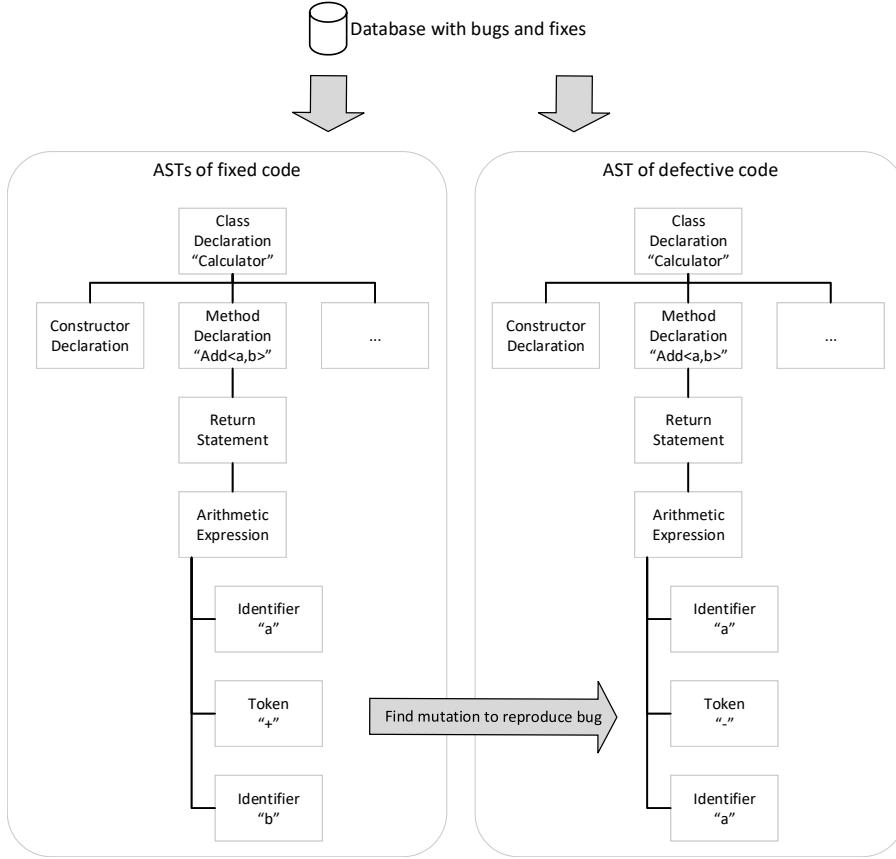 Database with bugs and fixes
ASTs of fixed code
Class
Declaration
“Calculator”
Constructor
Declaration
Method
Declaration
“Add<a,b>”
...
Return
Statement
Arithmetic
Expression
Identifier
“a”
Token
“+”
Identifier
“b”
Find mutation to reproduce bug
AST of defective code
Class
Declaration
“Calculator”
Constructor
Declaration
Method
Declaration
“Add<a,b>”
...
Return
Statement
Arithmetic
Expression
Identifier
“a”
Token
“-”
Identifier
“a”